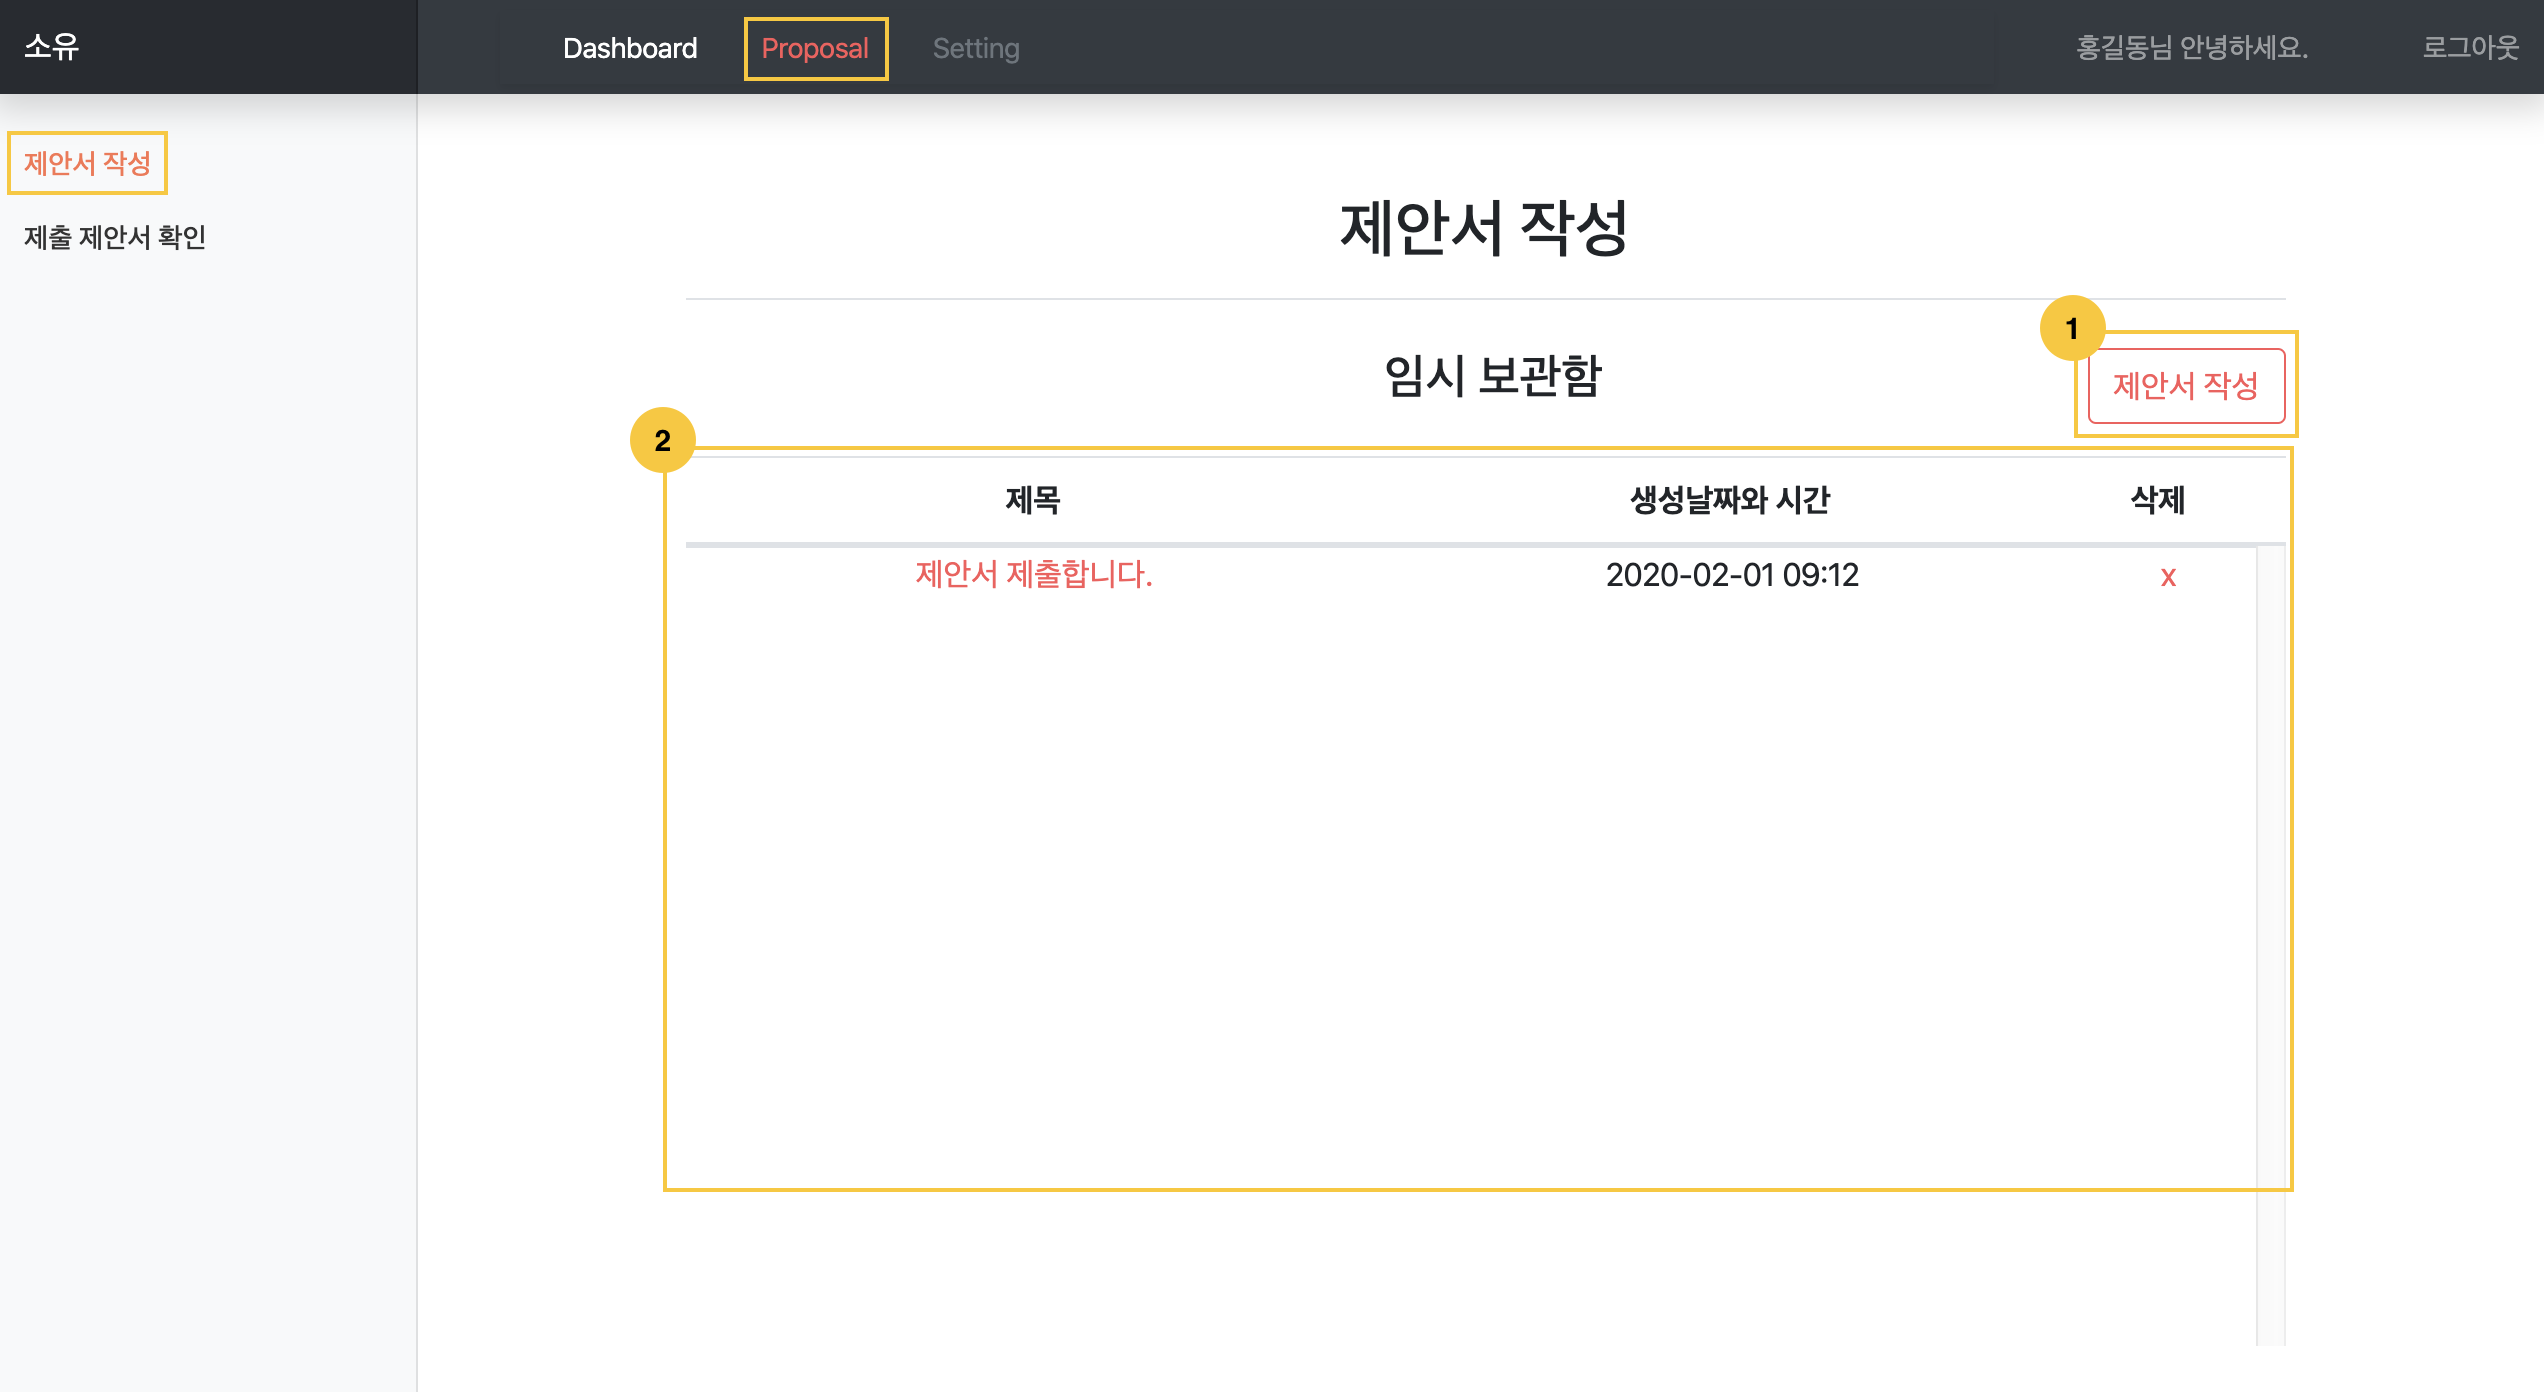 소유
Dashboard
Proposal
Setting
홍길동님 안녕하세요.
로그아웃
제안서 작성
제출 제안서 확인
제안서 작성
1
임시 보관함
제안서 작성
2
제목
생성날짜와 시간
삭제
제안서 제출합니다.
2020-02-01 09:12
x